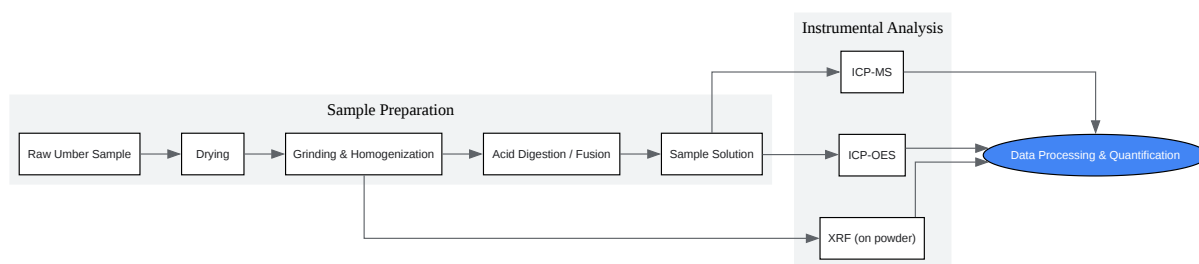 Instrumental Analysis
ICP-MS
Sample Preparation
Raw Umber Sample
Drying
Grinding & Homogenization
Acid Digestion / Fusion
Sample Solution
ICP-OES
Data Processing & Quantification
XRF (on powder)